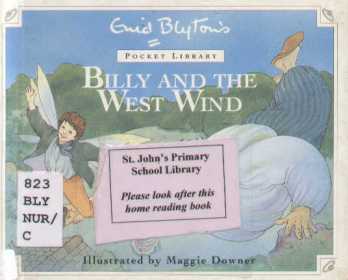 Enid Blyton's
POCKET LIBRARY
BILLY AND THE
WEST WIND
St. John's Primary
School Library
Please look after this
home reading book
823
BLY
NUR/
C
Illustrated by Maggie Downer